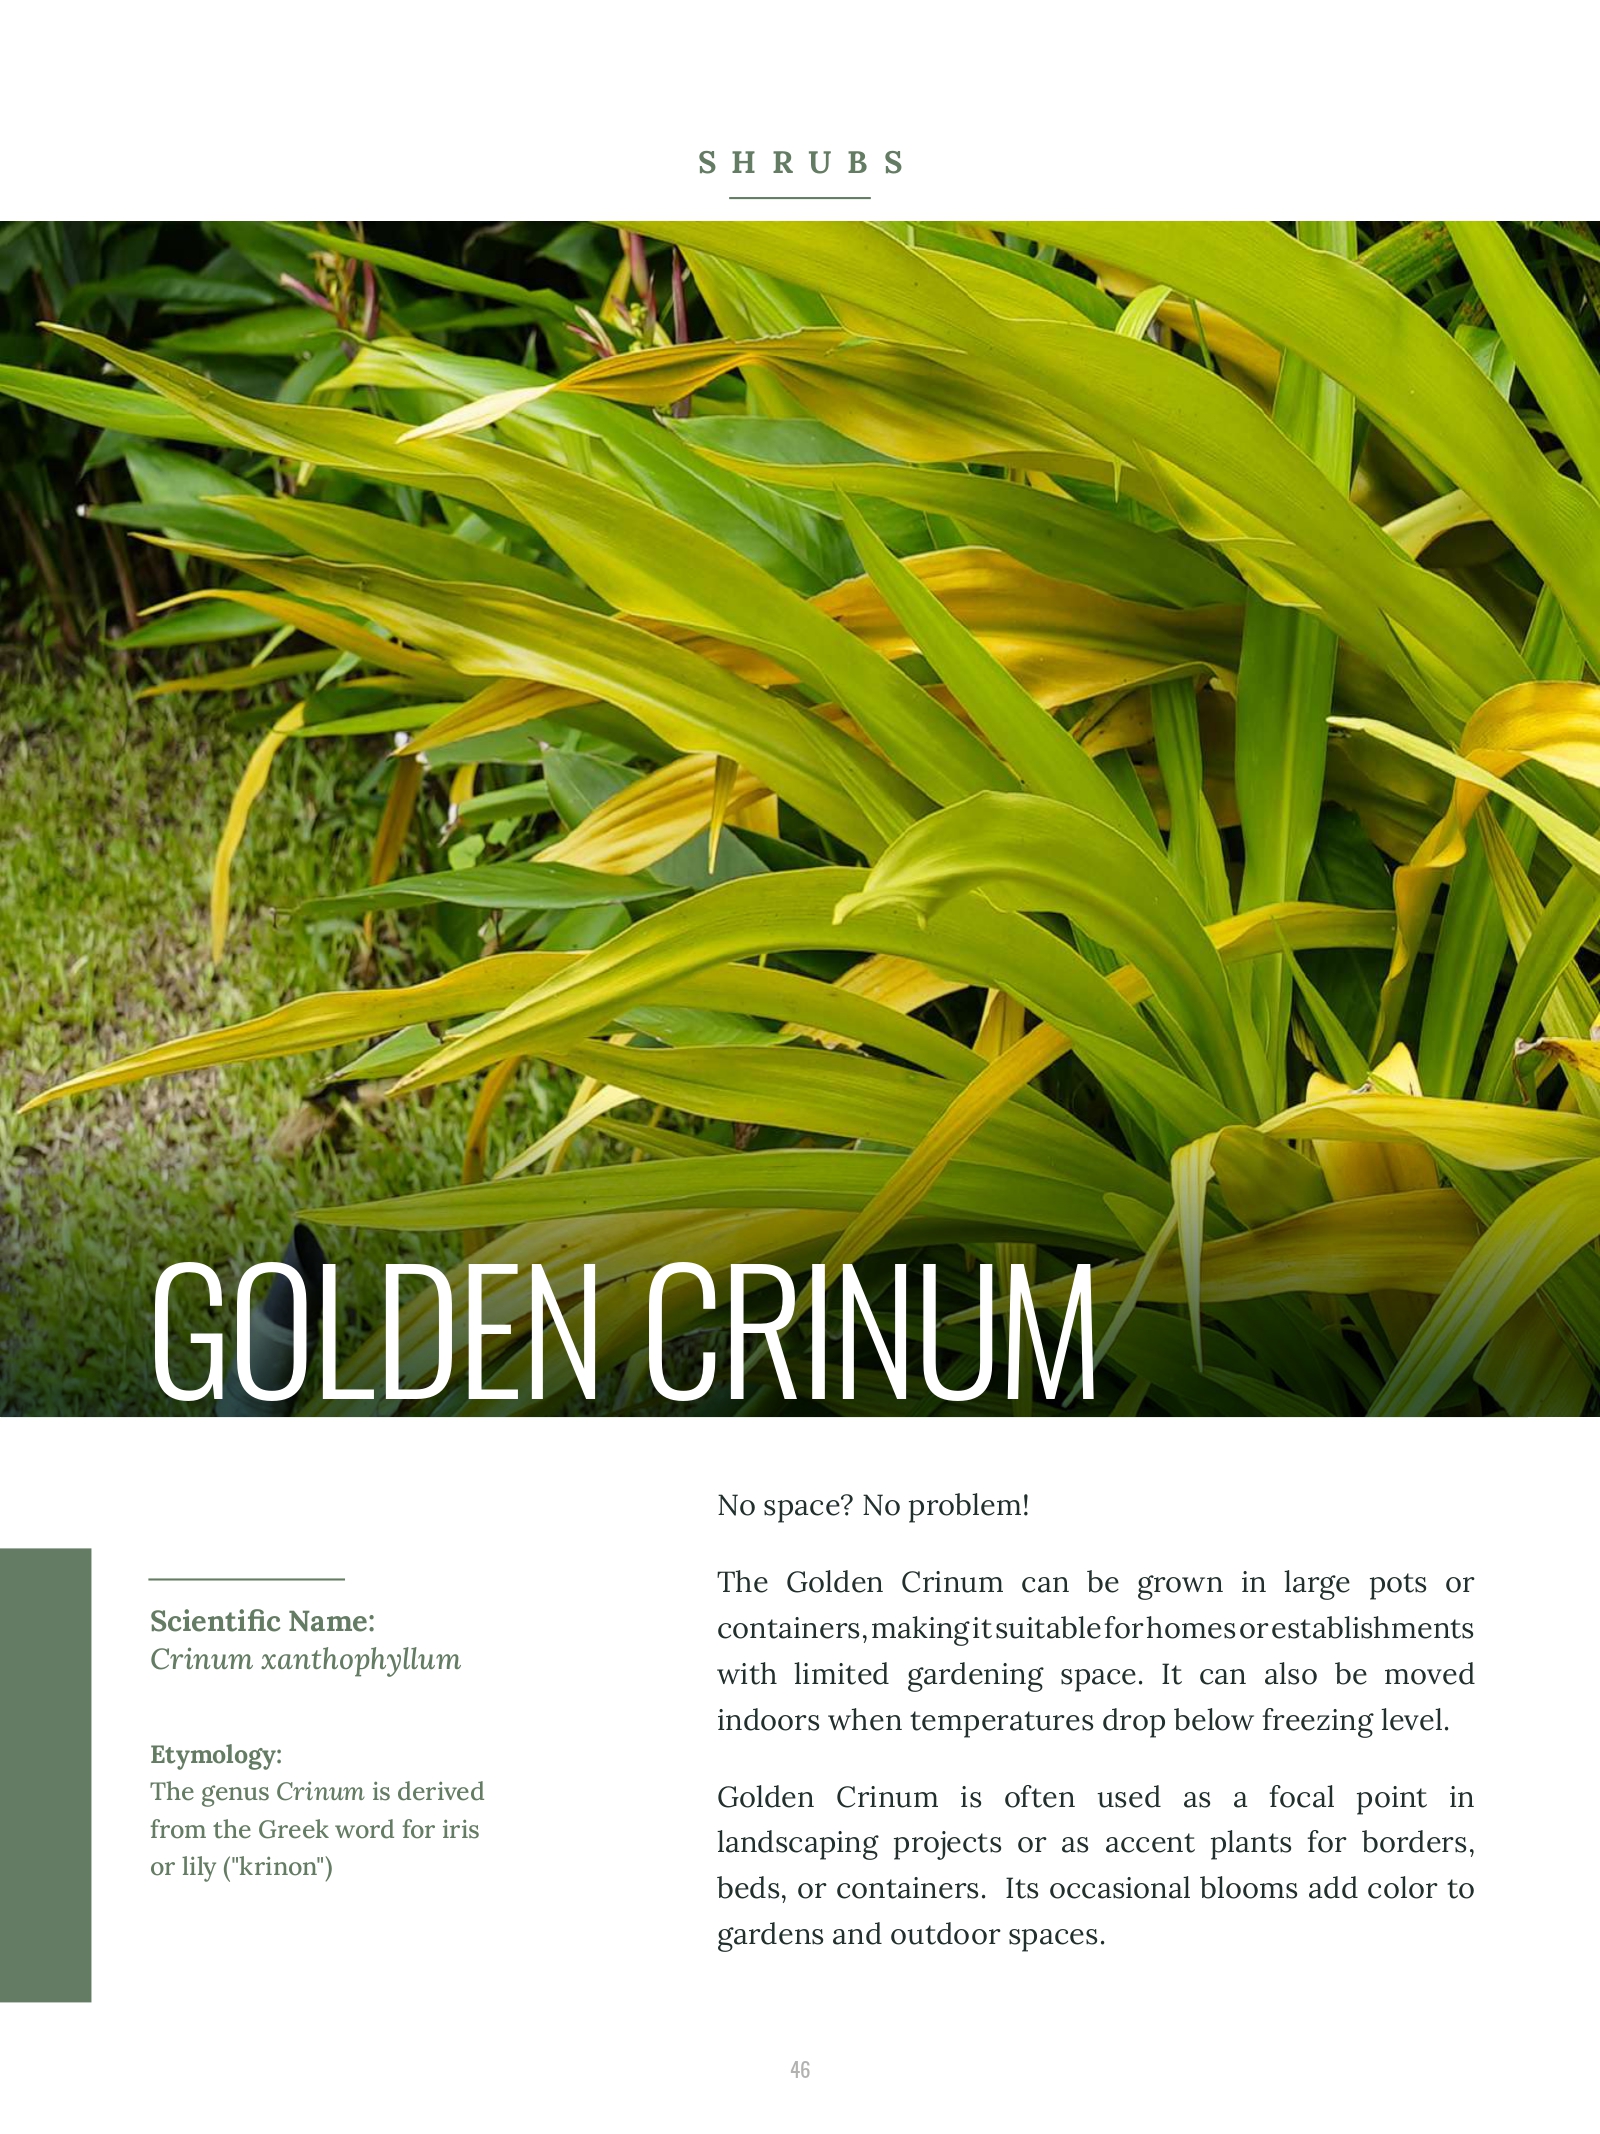 SHRUBS
GOLDEN CRINUM
Scientific Name:
Crinum xanthophyllum
Etymology:
The genus Crinum is derived
from the Greek word for iris
or lily ("krinon")
No space? No problem!
The Golden Crinum can be grown in large pots or
containers, making it suitable for homes or establishments
with limited gardening space. It can also be moved
indoors when temperatures drop below freezing level.
Golden Crinum is often used as a focal point in
landscaping projects or as accent plants for borders,
beds, or containers.  Its occasional blooms add color to
gardens and outdoor spaces.
46